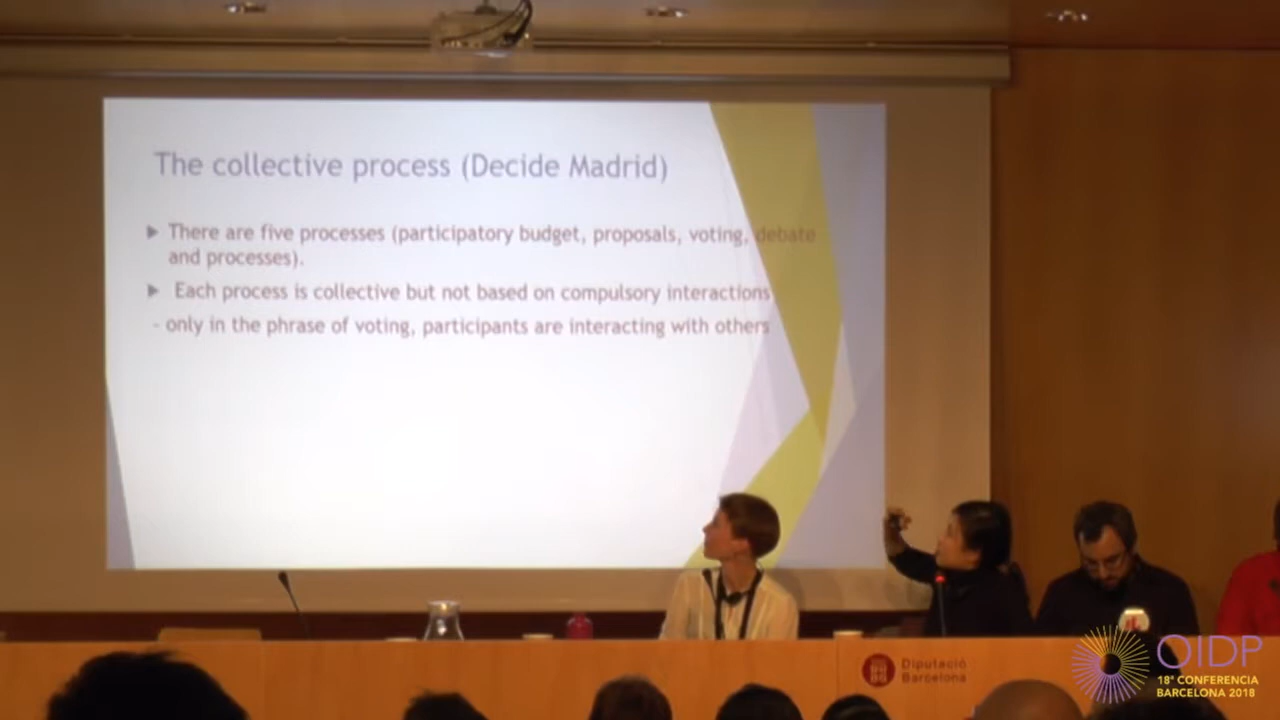 The collective process (Decide Madrid)
There are five processes (participatory budget, proposals, voting, debate
and processes).
Each process is collective but not based on compulsory interactions
- only in the phrase of voting, participants are interacting with others
Diputació
Barcelona
OIDP
18ª CONFERENCIA
BARCELONA 2018